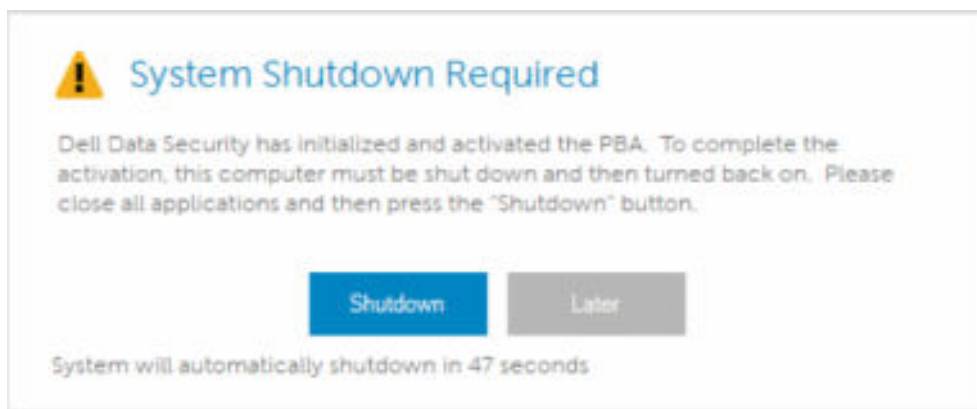 System Shutdown Required
Dell Data Security has initialized and activated the PBA. To complete the
activation, this computer must be shut down and then turned back on. Please
close all applications and then press the "Shutdown" button.
Shutdown
Later
System will automatically shutdown in 47 seconds